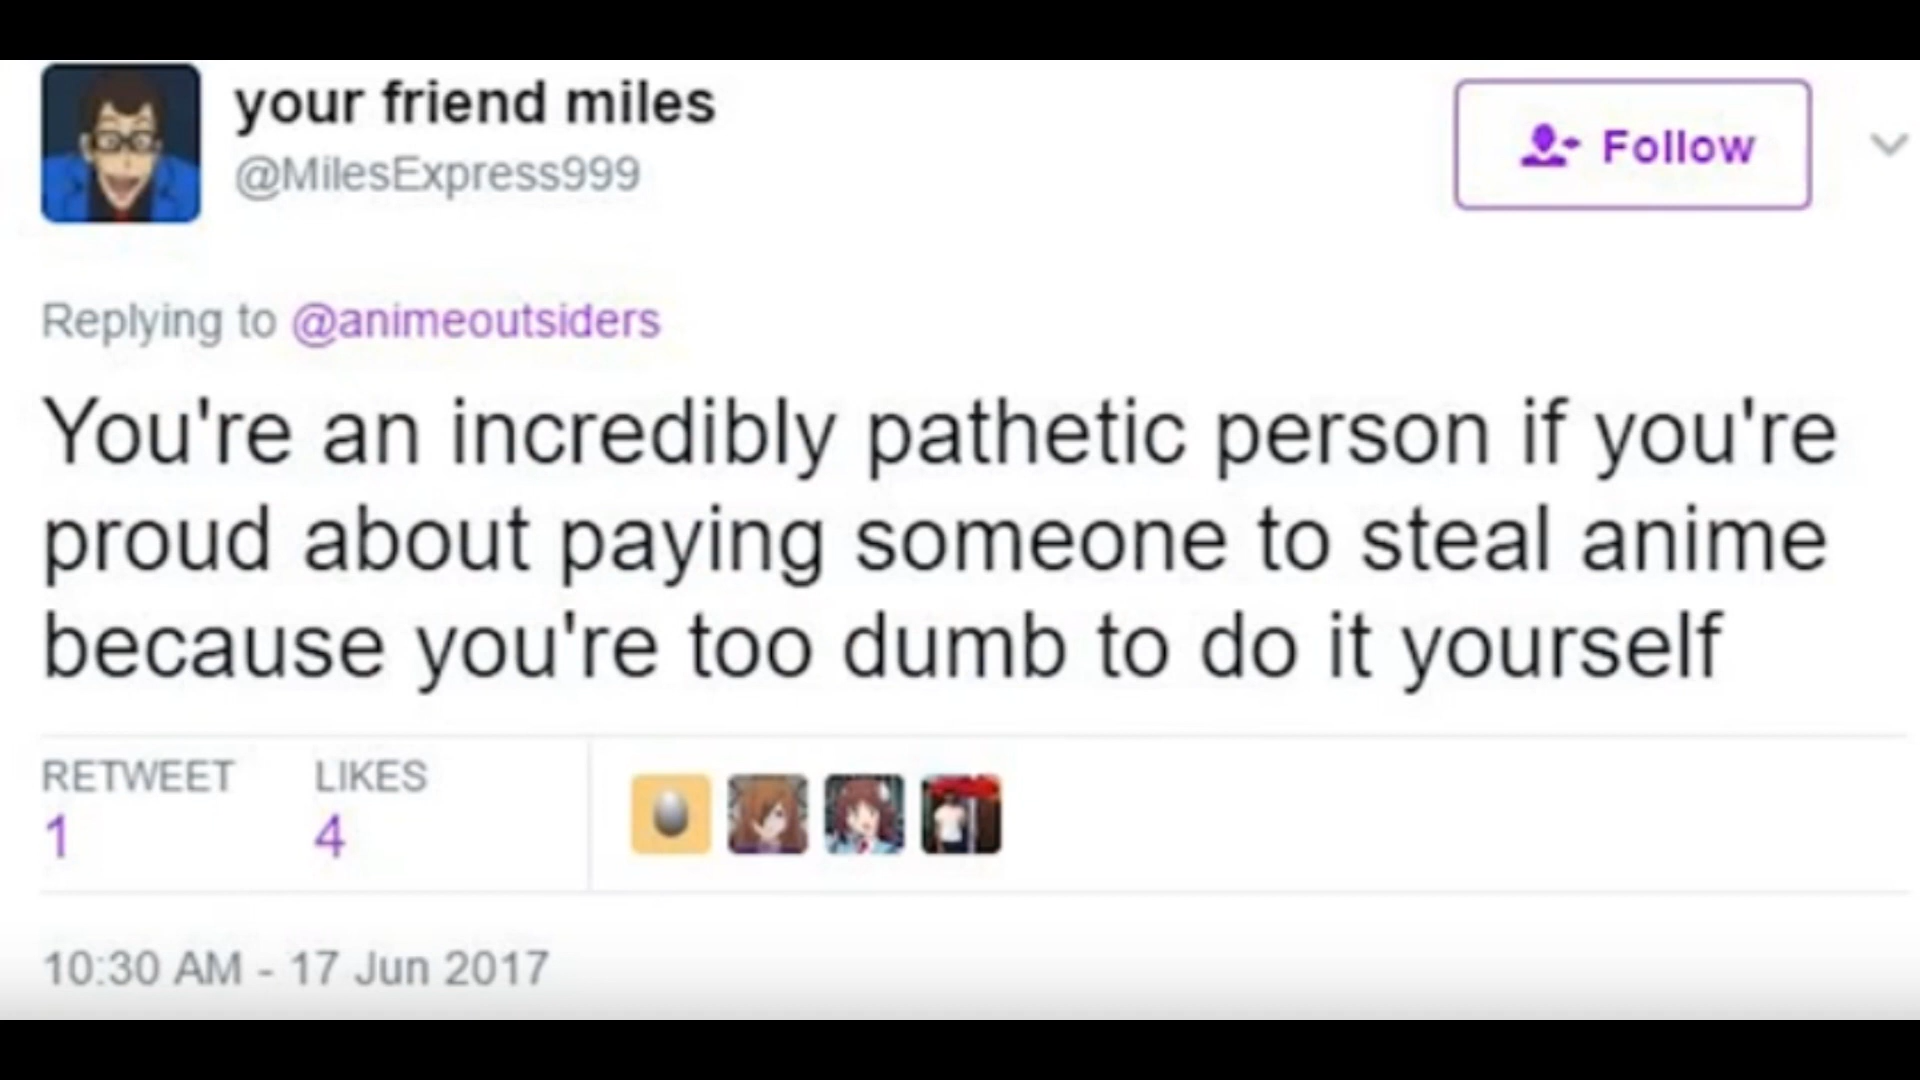 your friend miles
@MilesExpress999
Follow
Replying to @animeoutsiders
You're an incredibly pathetic person if you're
proud about paying someone to steal anime
because you're too dumb to do it yourself
RETWEET LIKES
1 4
10:30 AM - 17 Jun 2017